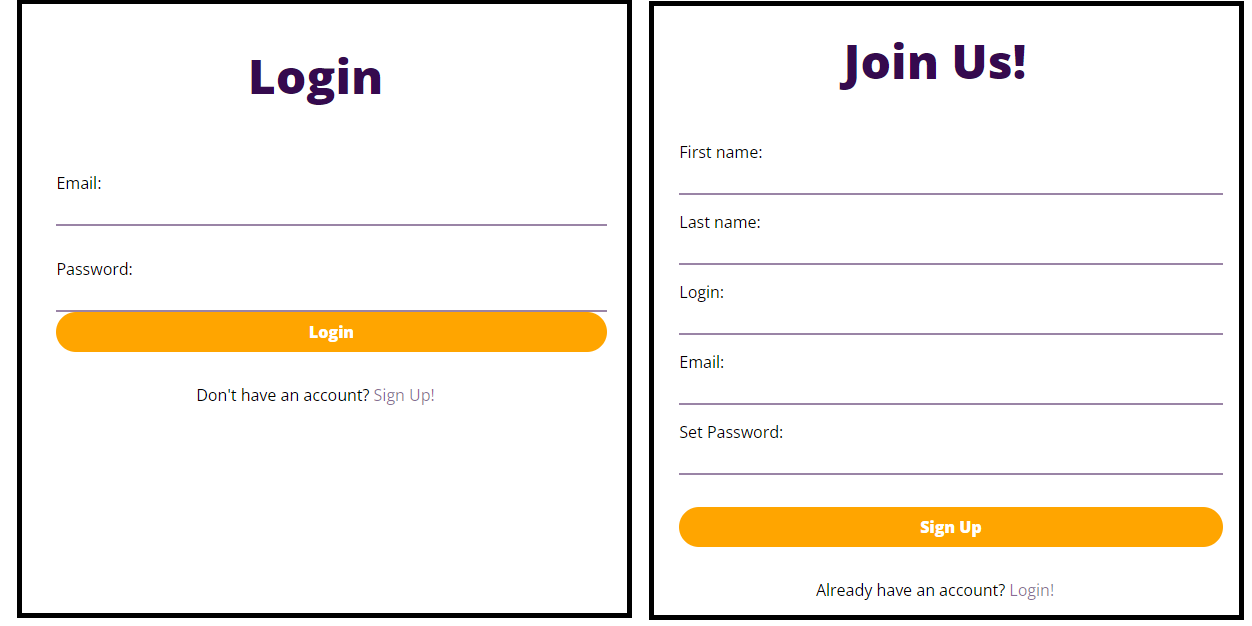 Login
Email:
Password:
Login
Don't have an account? Sign Up!
Join Us!
First name:
Last name:
Login:
Email:
Set Password:
Sign Up
Already have an account? Login!